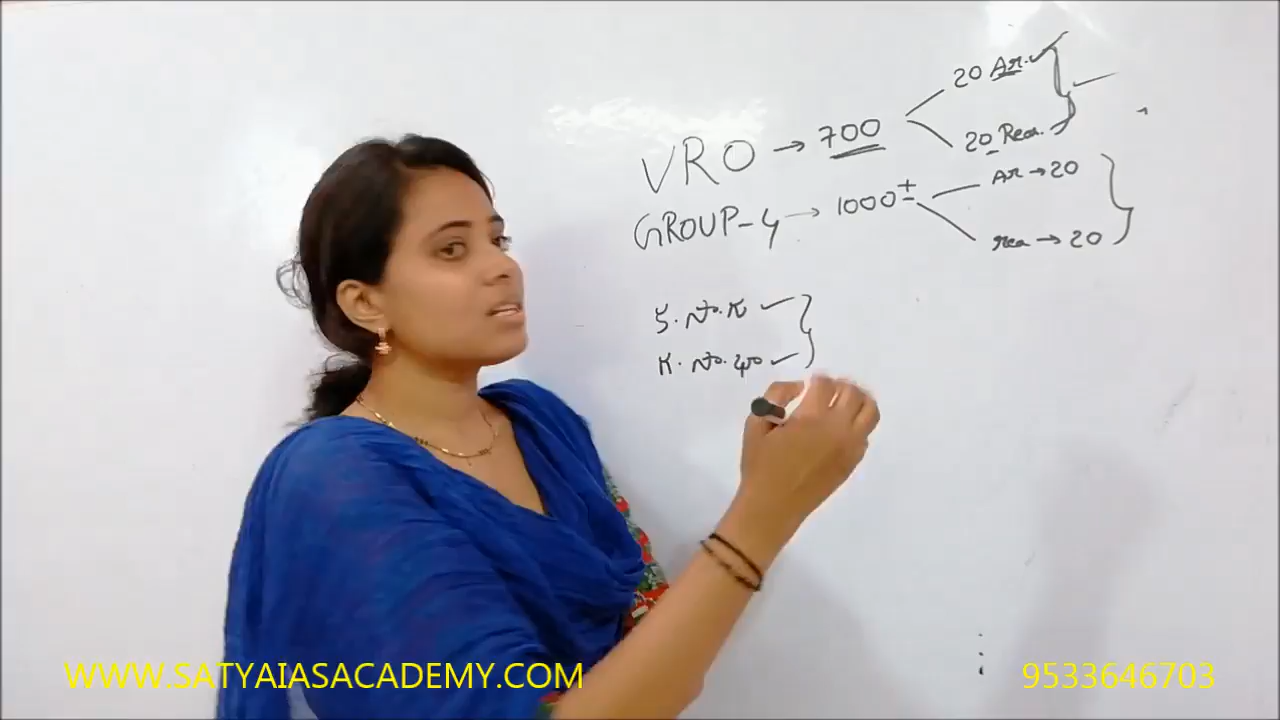 VRO → 700
20 Ar.
20 Rea.
GROUP-4 → 1000±
Ar → 20
rea → 20
WWW.SATYAIASACADEMY.COM
9533646703